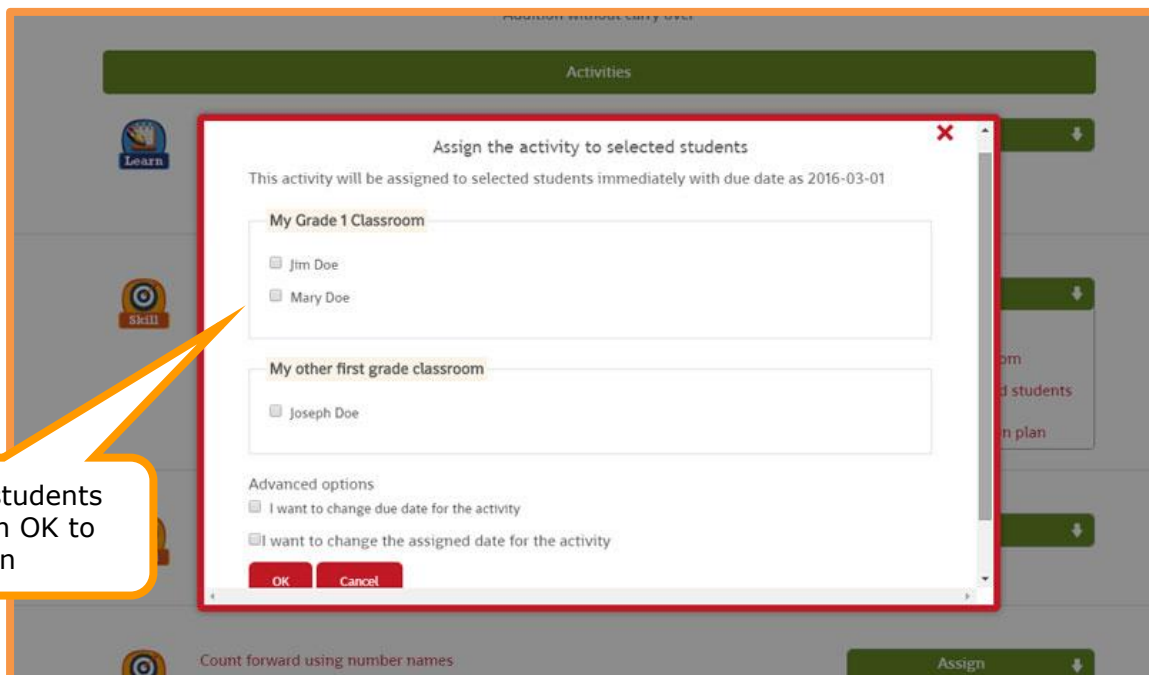 Addition without carry over
Activities
Learn
Assign the activity to selected students
This activity will be assigned to selected students immediately with due date as 2016-03-01
My Grade 1 Classroom
Jim Doe
Mary Doe
Skill
My other first grade classroom
Joseph Doe
students
n plan
students
OK to
Advanced options
I want to change due date for the activity
I want to change the assigned date for the activity
OK Cancel
Count forward using number names
Assign